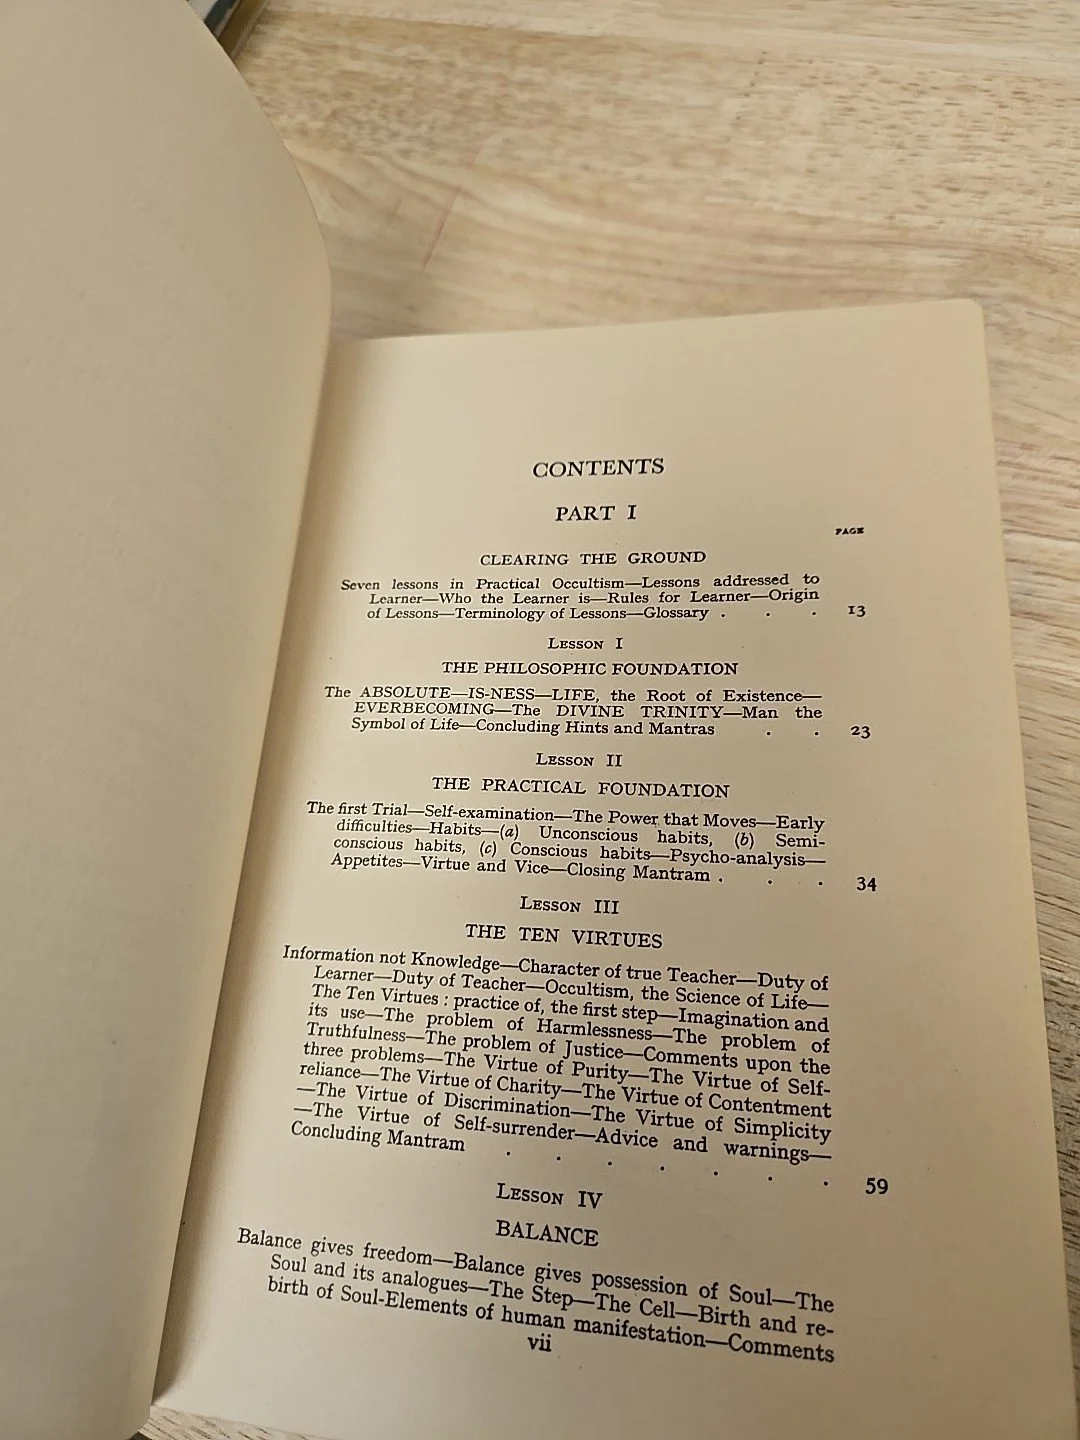 CONTENTS
PART I
PAGE
CLEARING THE GROUND
Seven lessons in Practical Occultism—Lessons addressed to
Learner—Who the Learner is—Rules for Learner—Origin
of Lessons—Terminology of Lessons—Glossary . . . 13
Lesson I
THE PHILOSOPHIC FOUNDATION
The ABSOLUTE—IS-NESS—LIFE, the Root of Existence—
EVERBECOMING—The DIVINE TRINITY—Man the
Symbol of Life—Concluding Hints and Mantras . . 23
Lesson II
THE PRACTICAL FOUNDATION
The first Trial—Self-examination—The Power that Moves—Early
difficulties—Habits—(a) Unconscious habits, (b) Semi-
conscious habits, (c) Conscious habits—Psycho-analysis—
Appetites—Virtue and Vice—Closing Mantram . . . 34
Lesson III
THE TEN VIRTUES
Information not Knowledge—Character of true Teacher—Duty of
Learner—Duty of Teacher—Occultism, the Science of Life—
The Ten Virtues : practice of, the first step—Imagination and
its use—The problem of Harmlessness—The problem of
Truthfulness—The problem of Justice—Comments upon the
three problems—The Virtue of Purity—The Virtue of Self-
reliance—The Virtue of Charity—The Virtue of Contentment
—The Virtue of Discrimination—The Virtue of Simplicity
—The Virtue of Self-surrender—Advice and warnings—
Concluding Mantram . . . . . . . 59
Lesson IV
BALANCE
Balance gives freedom—Balance gives possession of Soul—The
Soul and its analogues—The Step—The Cell—Birth and re-
birth of Soul-Elements of human manifestation—Comments
vii